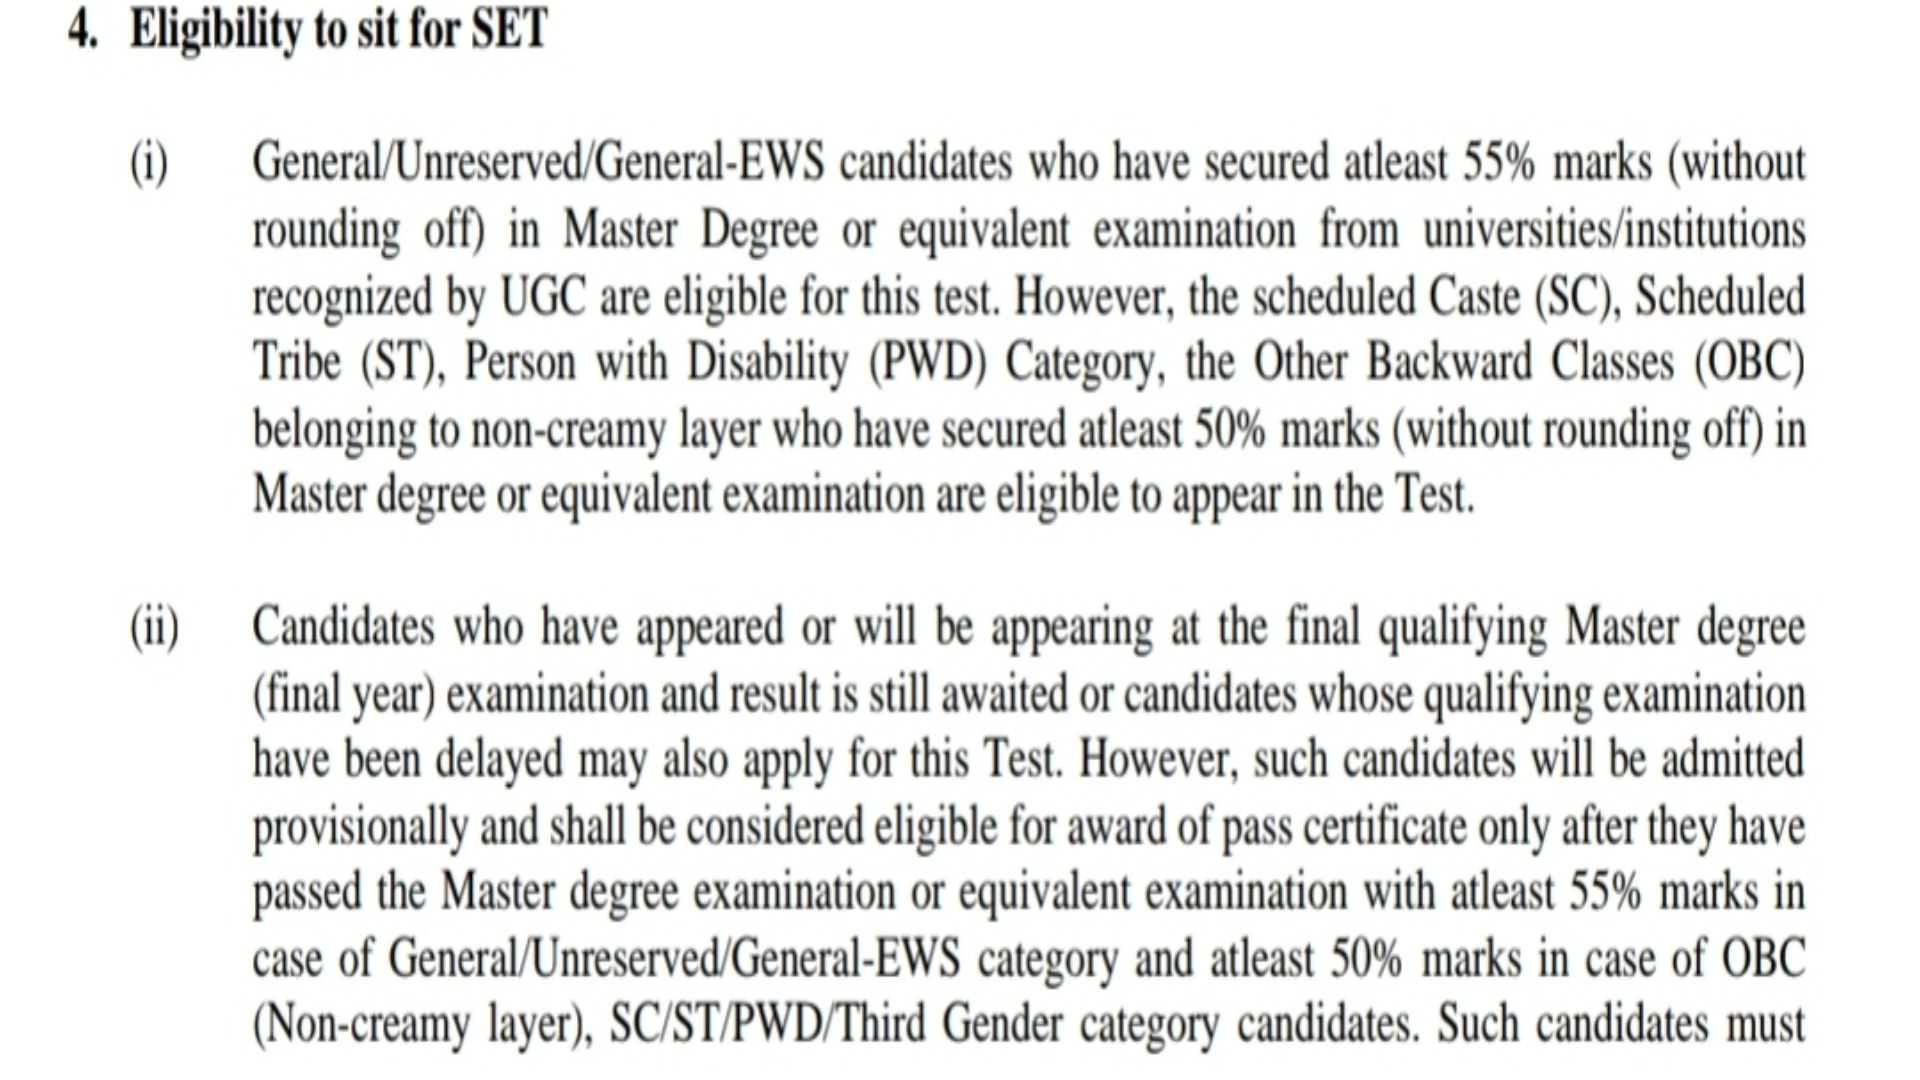 4. Eligibility to sit for SET
(i) General/Unreserved/General-EWS candidates who have secured atleast 55% marks (without
rounding off) in Master Degree or equivalent examination from universities/institutions
recognized by UGC are eligible for this test. However, the scheduled Caste (SC), Scheduled
Tribe (ST), Person with Disability (PWD) Category, the Other Backward Classes (OBC)
belonging to non-creamy layer who have secured atleast 50% marks (without rounding off) in
Master degree or equivalent examination are eligible to appear in the Test.
(ii) Candidates who have appeared or will be appearing at the final qualifying Master degree
(final year) examination and result is still awaited or candidates whose qualifying examination
have been delayed may also apply for this Test. However, such candidates will be admitted
provisionally and shall be considered eligible for award of pass certificate only after they have
passed the Master degree examination or equivalent examination with atleast 55% marks in
case of General/Unreserved/General-EWS category and atleast 50% marks in case of OBC
(Non-creamy layer), SC/ST/PWD/Third Gender category candidates. Such candidates must